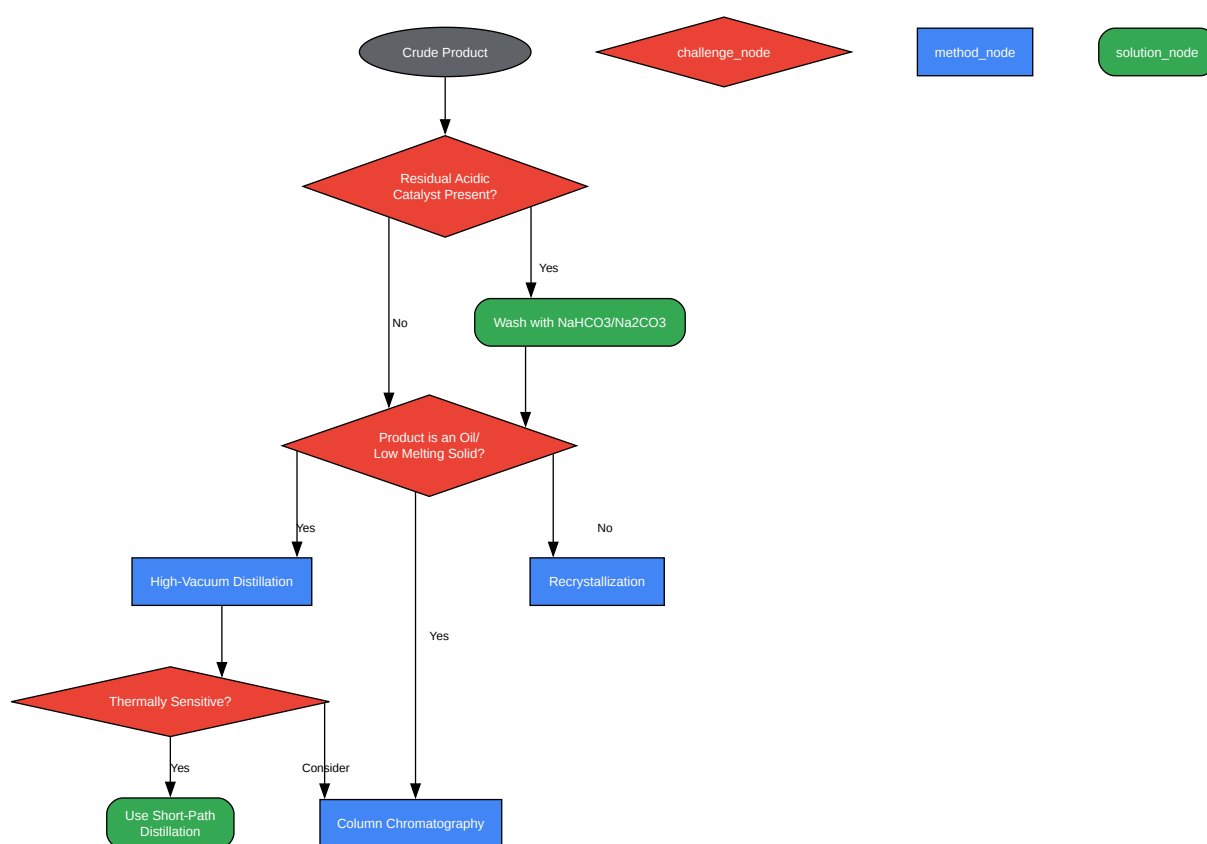 Crude Product
challenge_node
method_node
solution_node
Residual Acidic
Catalyst Present?
Yes
No
Wash with NaHCO3/Na2CO3
Product is an Oil/
Low Melting Solid?
Yes
No
High-Vacuum Distillation
Recrystallization
Yes
Thermally Sensitive?
Yes
Consider
Use Short-Path
Distillation
Column Chromatography